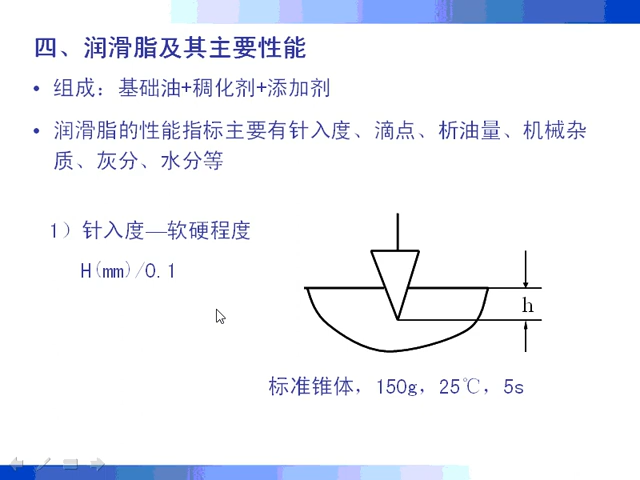 四、润滑脂及其主要性能
• 组成：基础油+稠化剂+添加剂
• 润滑脂的性能指标主要有针入度、滴点、析油量、机械杂
质、灰分、水分等
1）针入度—软硬程度
H(mm)/0.1
h
标准锥体，150g，25℃，5s